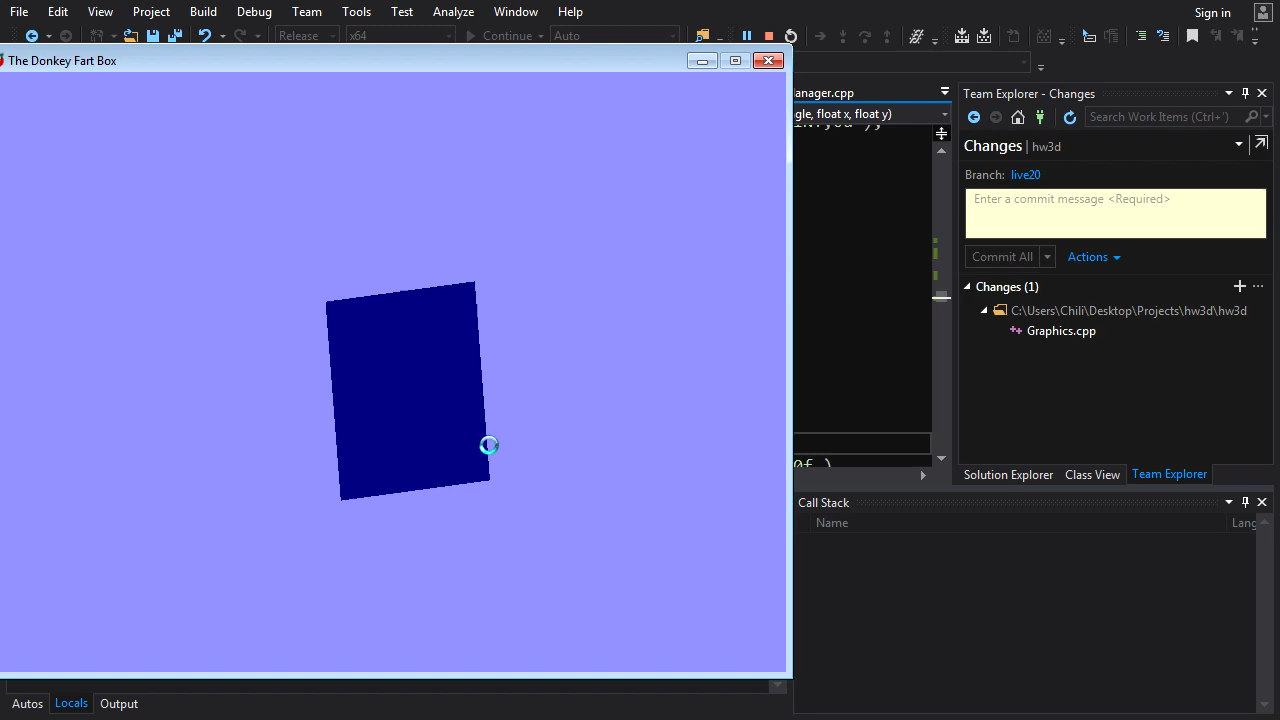 File Edit View Project Build Debug Team Tools Test Analyze Window Help Sign in
Release x64 Continue Auto
The Donkey Fart Box
anager.cpp
gle, float x, float y)
Team Explorer - Changes
Search Work Items (Ctrl+')
Changes | hw3d
Branch: live20
Enter a commit message <Required>
Commit All Actions
Changes (1)
C:\Users\Chili\Desktop\Projects\hw3d\hw3d
Graphics.cpp
0f )
Solution Explorer Class View Team Explorer
Call Stack
Name Lang
Autos Locals Output